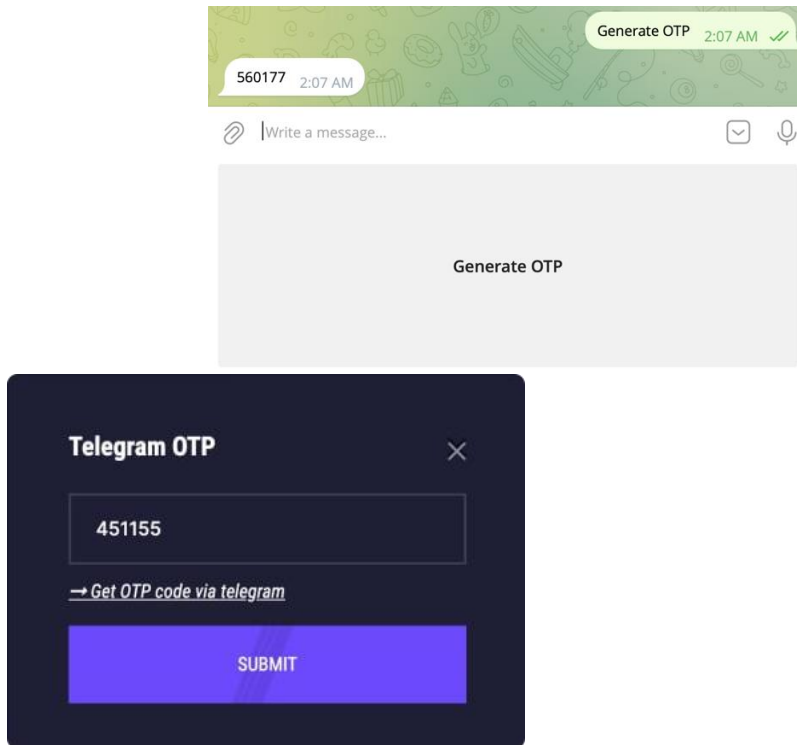 Generate OTP 2:07 AM
560177 2:07 AM
Write a message...
Generate OTP
Telegram OTP
451155
→ Get OTP code via telegram
SUBMIT